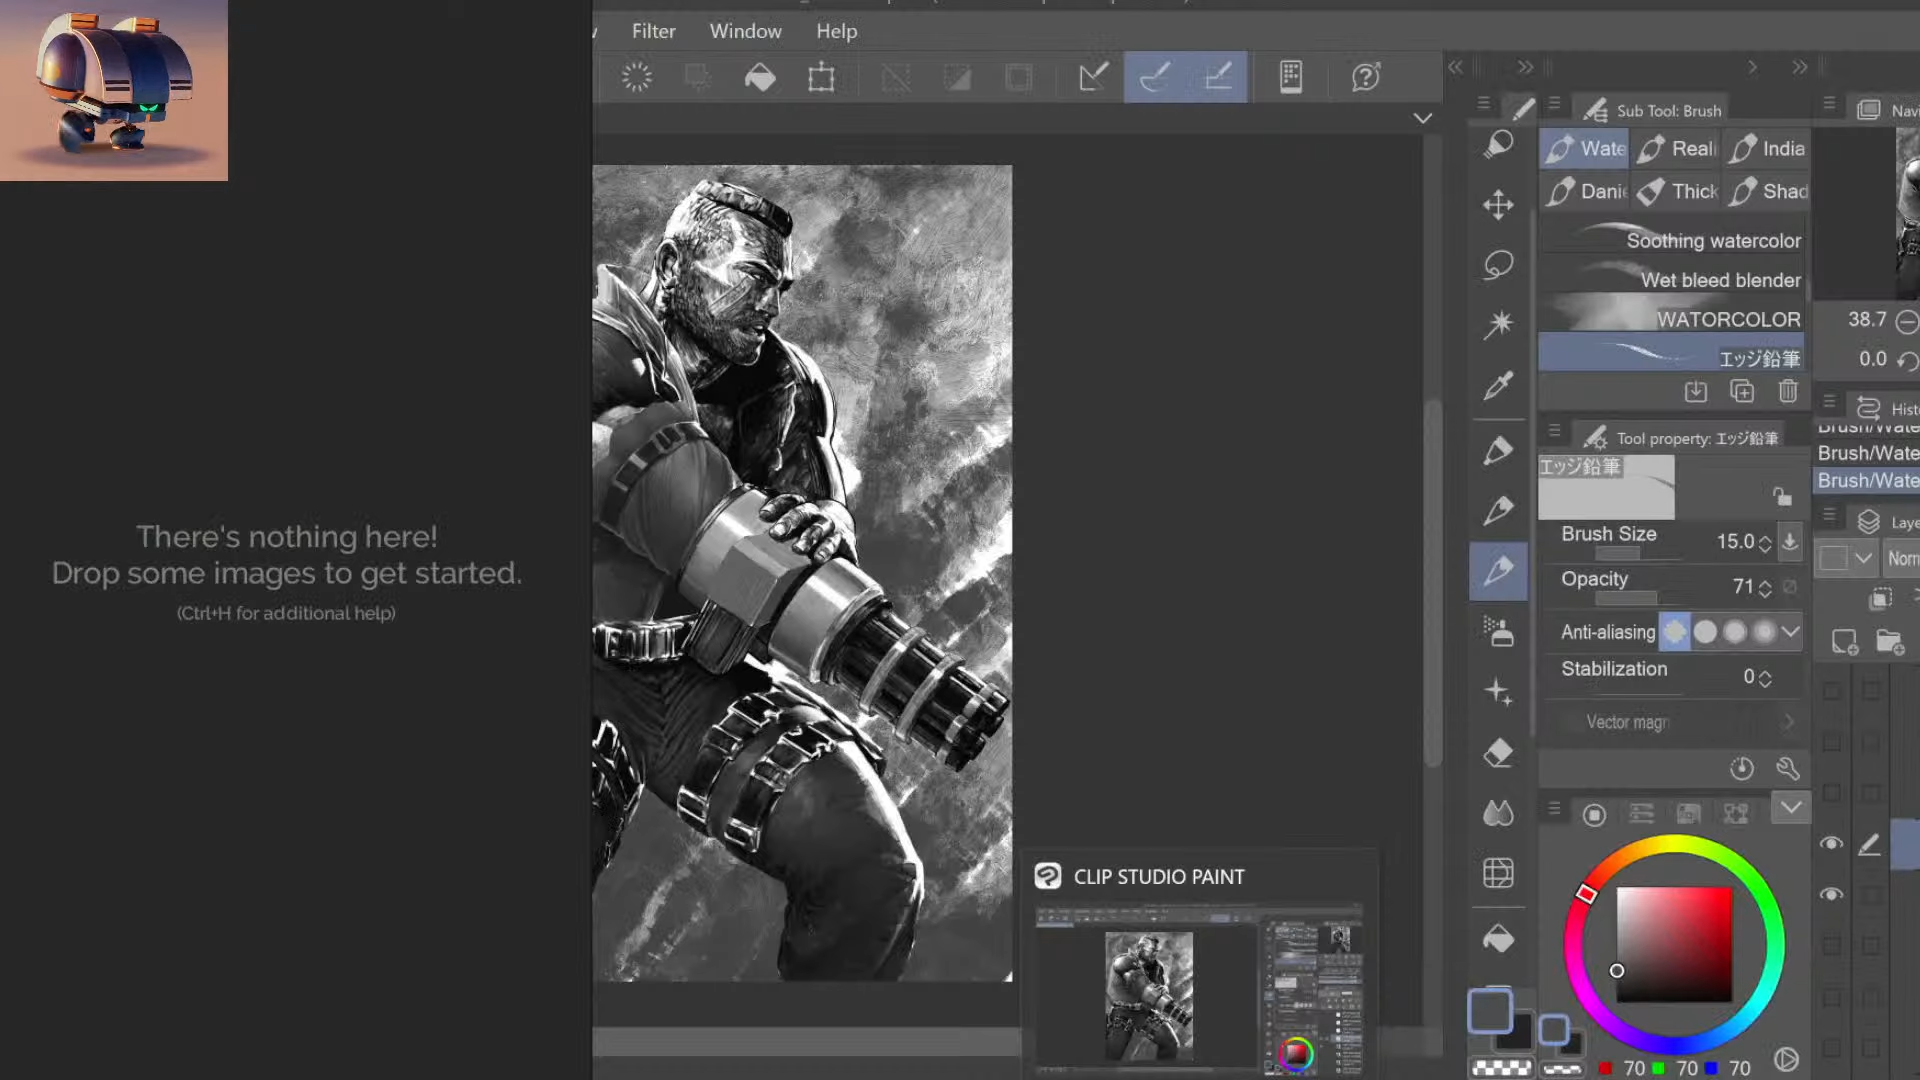 Filter Window Help
There's nothing here!
Drop some images to get started.
(Ctrl+H for additional help)
CLIP STUDIO PAINT
Sub Tool: Brush
Wate Real India
Danie Thick Shad
Soothing watercolor
Wet bleed blender
WATORCOLOR
エッジ鉛筆
Tool property: エッジ鉛筆
エッジ鉛筆
Brush Size 15.0
Opacity 71
Anti-aliasing
Stabilization 0
Vector magn
70 70 70
Navi
38.7
0.0
Histo
Brush/Wate
Brush/Wate
Brush/Wate
Laye
Norm